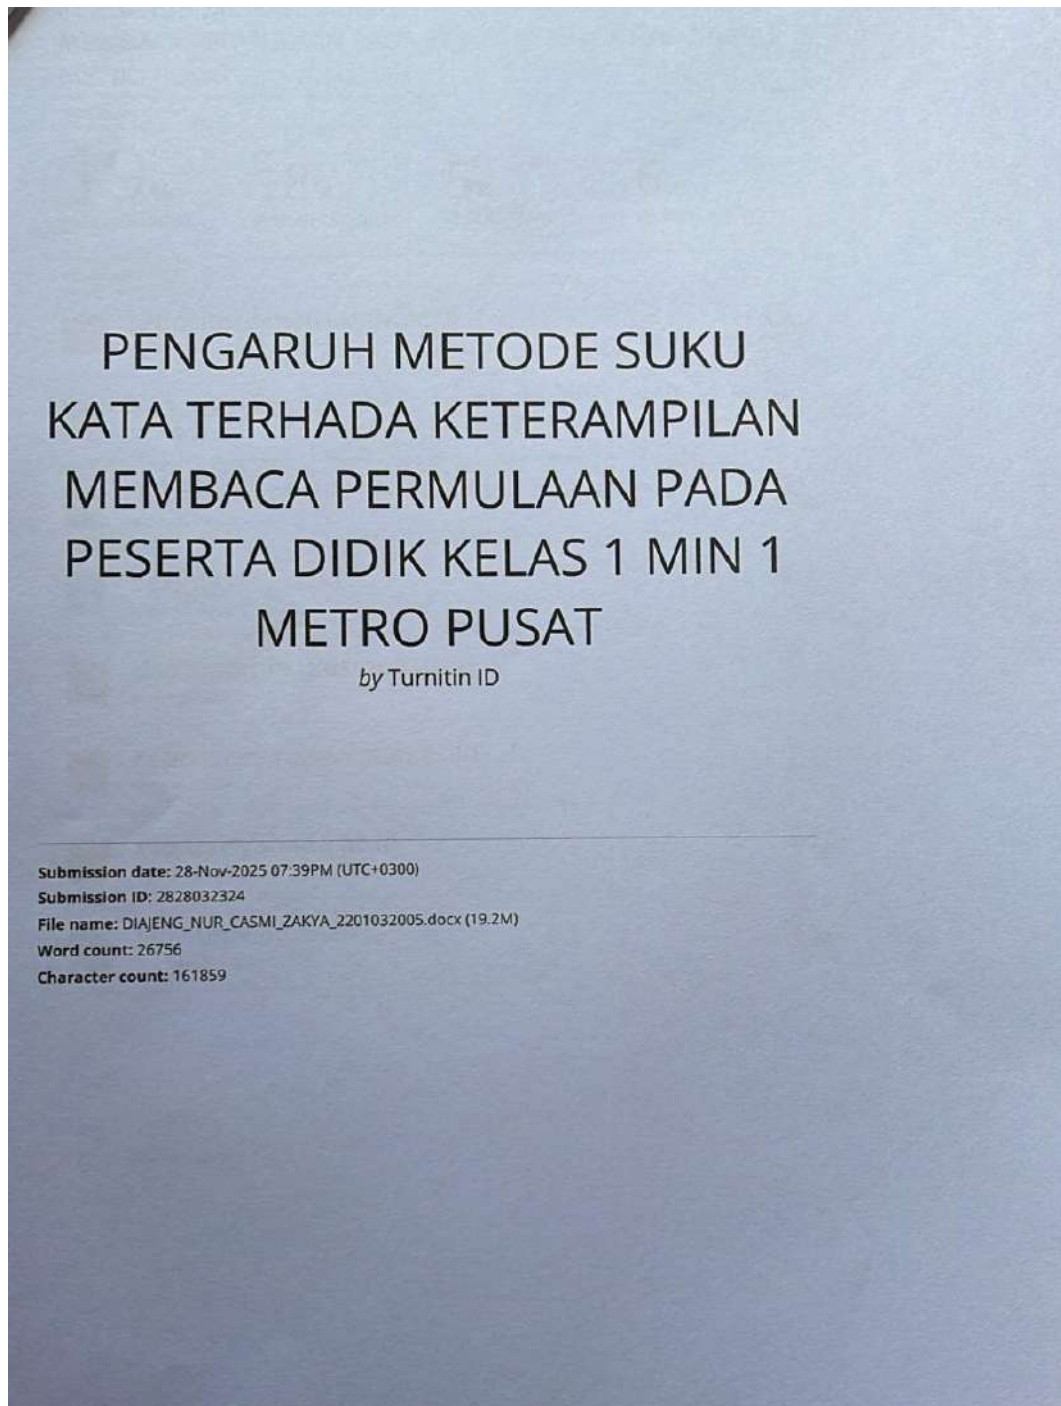 PENGARUH METODE SUKU
KATA TERHADA KETERAMPILAN
MEMBACA PERMULAAN PADA
PESERTA DIDIK KELAS 1 MIN 1
METRO PUSAT
by Turnitin ID
Submission date: 28-Nov-2025 07:39PM (UTC+0300)
Submission ID: 2828032324
File name: DIAJENG_NUR_CASMI_ZAKYA_2201032005.docx (19.2M)
Word count: 26756
Character count: 161859